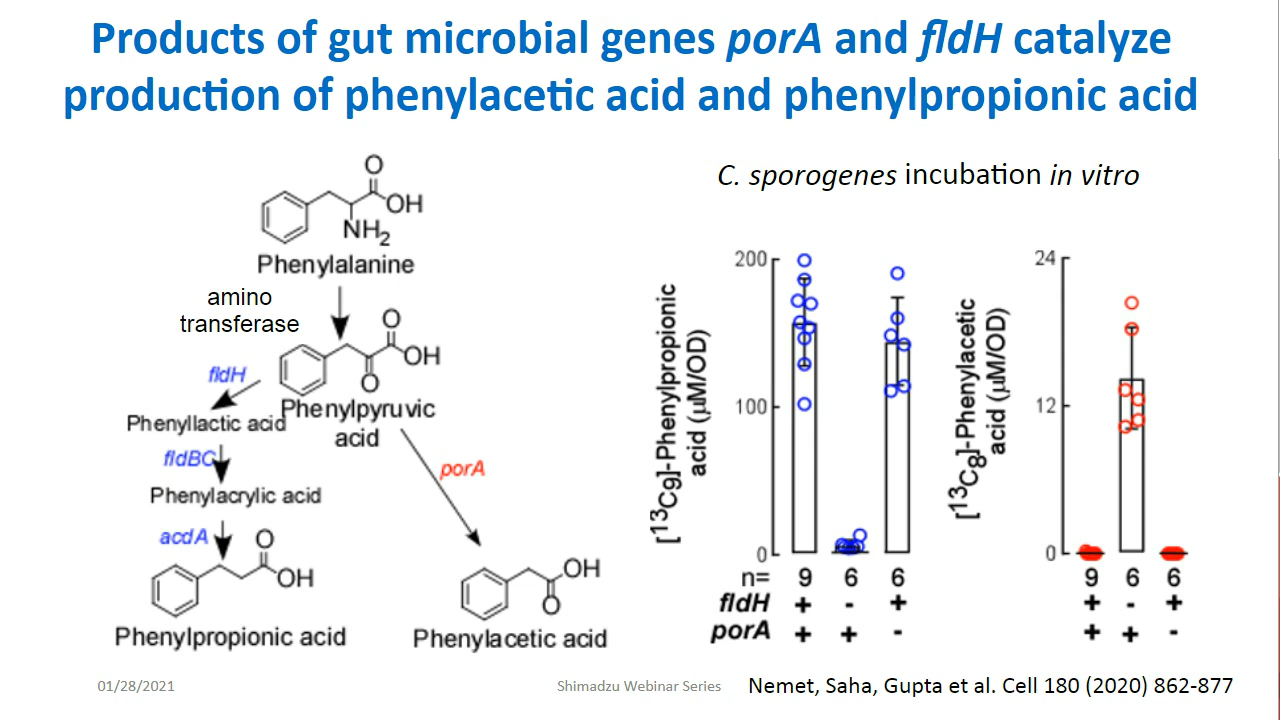 Products of gut microbial genes porA and fldH catalyze
production of phenylacetic acid and phenylpropionic acid
O
OH
NH2
Phenylalanine
amino
transferase
O
OH
O
Phenylpyruvic
acid
fldH
Phenyllactic acid
fldBC
Phenylacrylic acid
acdA
O
OH
Phenylpropionic acid
porA
OH
O
Phenylacetic acid
C. sporogenes incubation in vitro
[13C9]-Phenylpropionic
acid (µM/OD)
200
100
0
n= 9 6 6
fldH + - +
porA + + -
[13C8]-Phenylacetic
acid (µM/OD)
24
12
0
9 6 6
+ - +
+ + -
01/28/2021
Shimadzu Webinar Series
Nemet, Saha, Gupta et al. Cell 180 (2020) 862-877